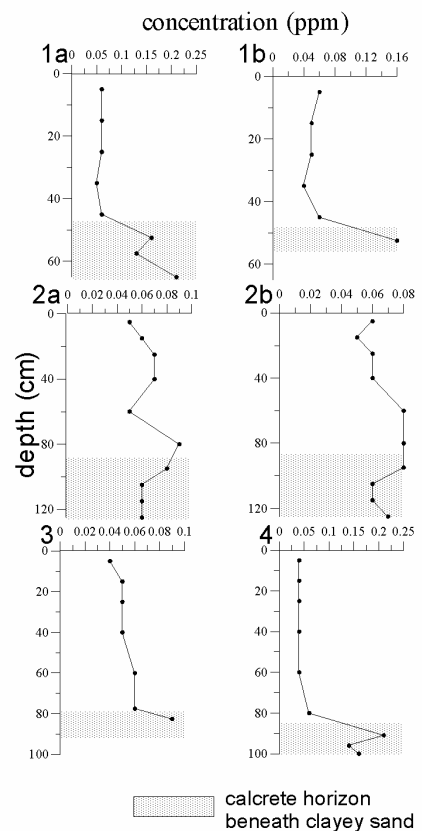 concentration (ppm)
1a 0 0.05 0.1 0.15 0.2 0.25
0
20
40
60
1b 0 0.04 0.08 0.12 0.16
0
20
40
60
2a 0 0.02 0.04 0.06 0.08 0.1
0
40
80
120
2b 0 0.02 0.04 0.06 0.08
0
40
80
120
depth (cm)
3 0 0.02 0.04 0.06 0.08 0.1
0
20
40
60
80
100
4 0 0.05 0.1 0.15 0.2 0.25
0
20
40
60
80
100
calcrete horizon
beneath clayey sand